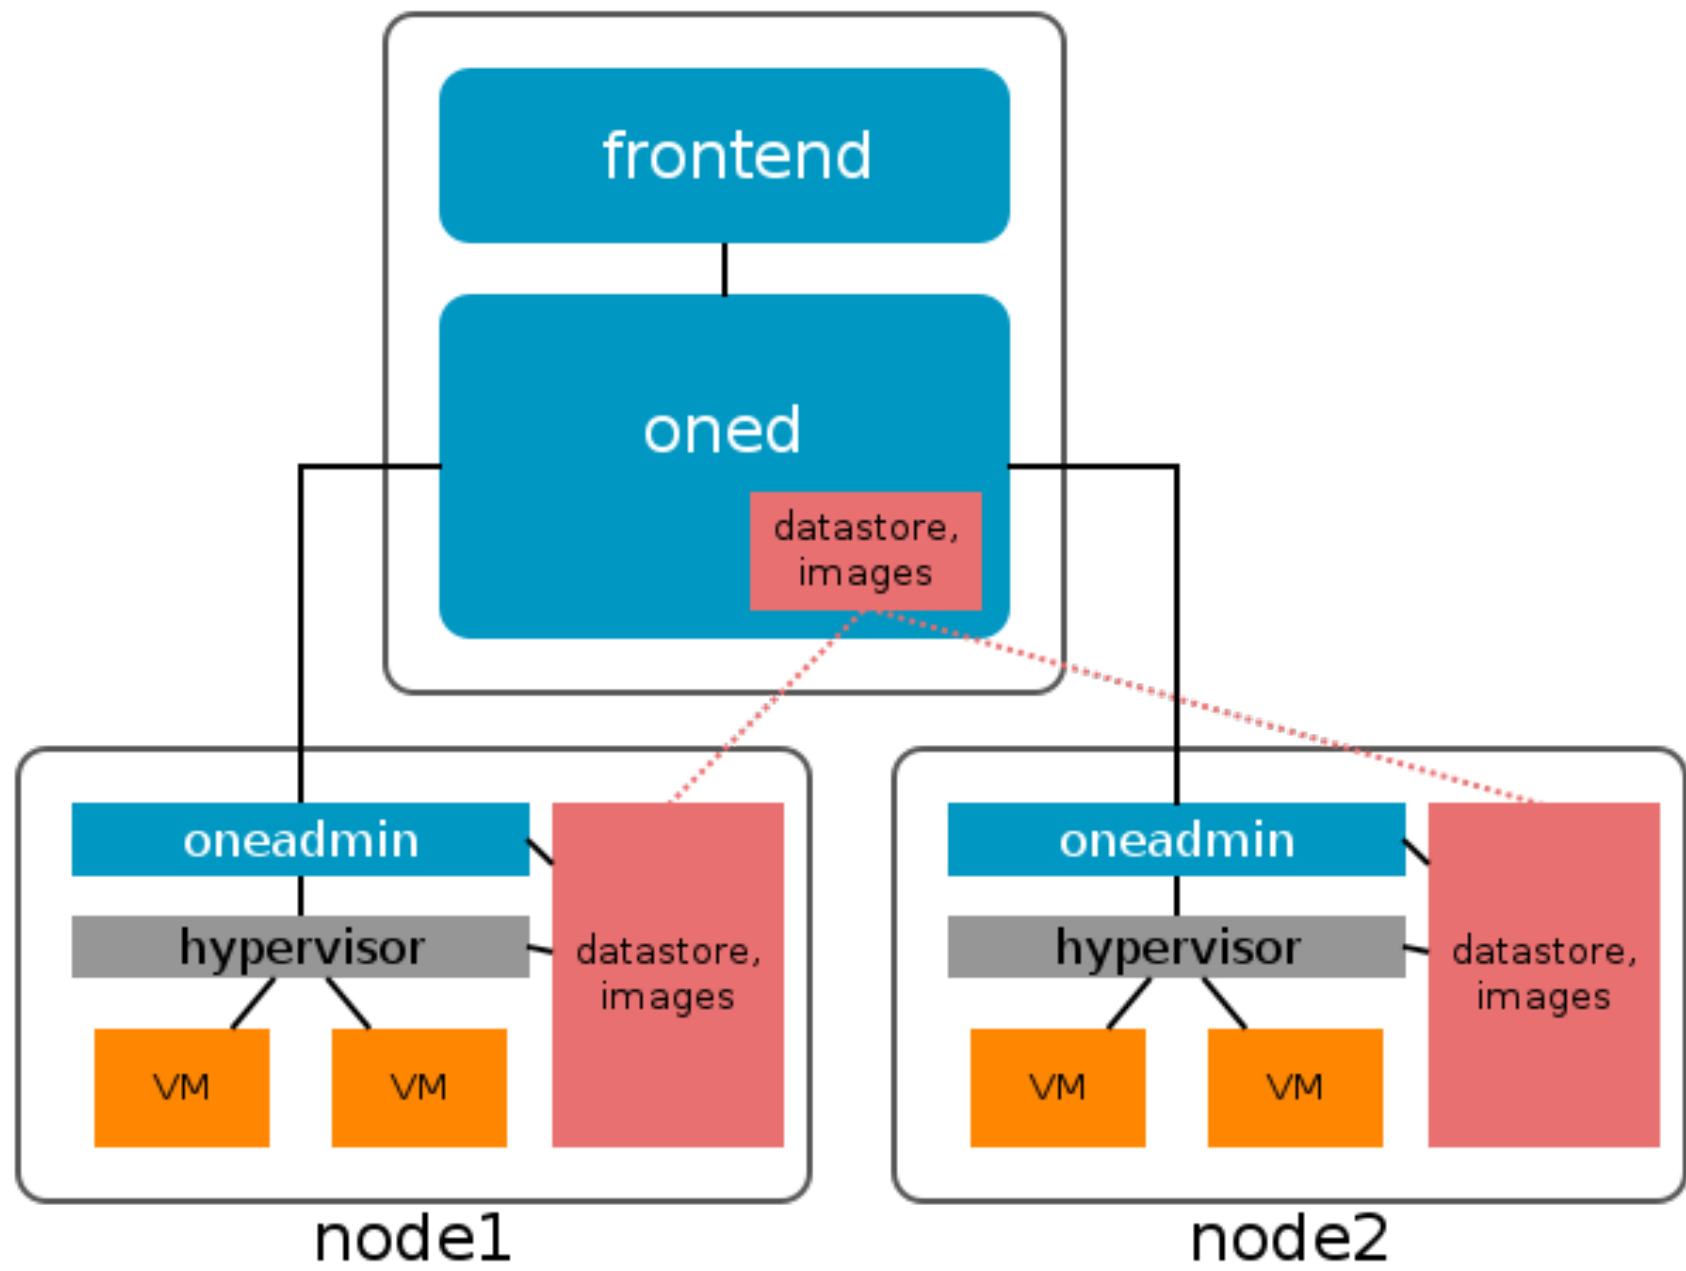 frontend
oned
datastore,
images
oneadmin
hypervisor
datastore,
images
VM
VM
node1
oneadmin
hypervisor
datastore,
images
VM
VM
node2